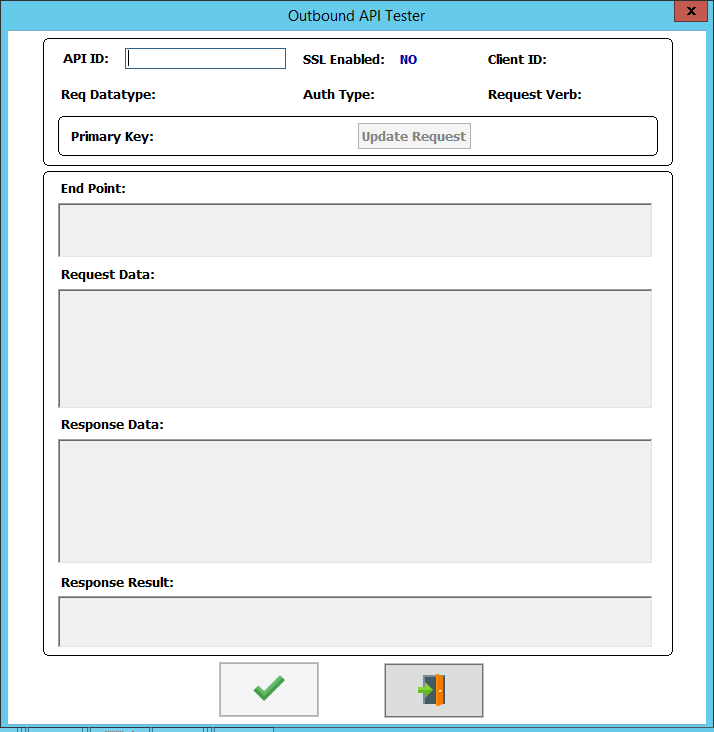 Outbound API Tester
x
API ID: SSL Enabled: NO Client ID:
Req Datatype: Auth Type: Request Verb:
Primary Key: Update Request
End Point:
Request Data:
Response Data:
Response Result: